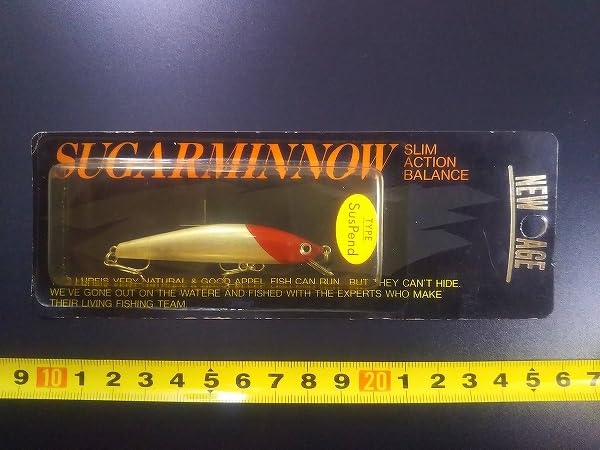 SUGARMINNOW
SLIM
ACTION
BALANCE
NEW AGE
TYPE
SusPend
LURE'S VERY NATURAL & GOOD APPEL FISH CAN RUN BUT THEY CAN'T HIDE.
WE'VE GONE OUT ON THE WATERE AND FISHED WITH THE EXPERTS WHO MAKE
THEIR LIVING FISHING TEAM.
9 10 1 2 3 4 5 6 7 8 9 20 1 2 3 4 5 6 7